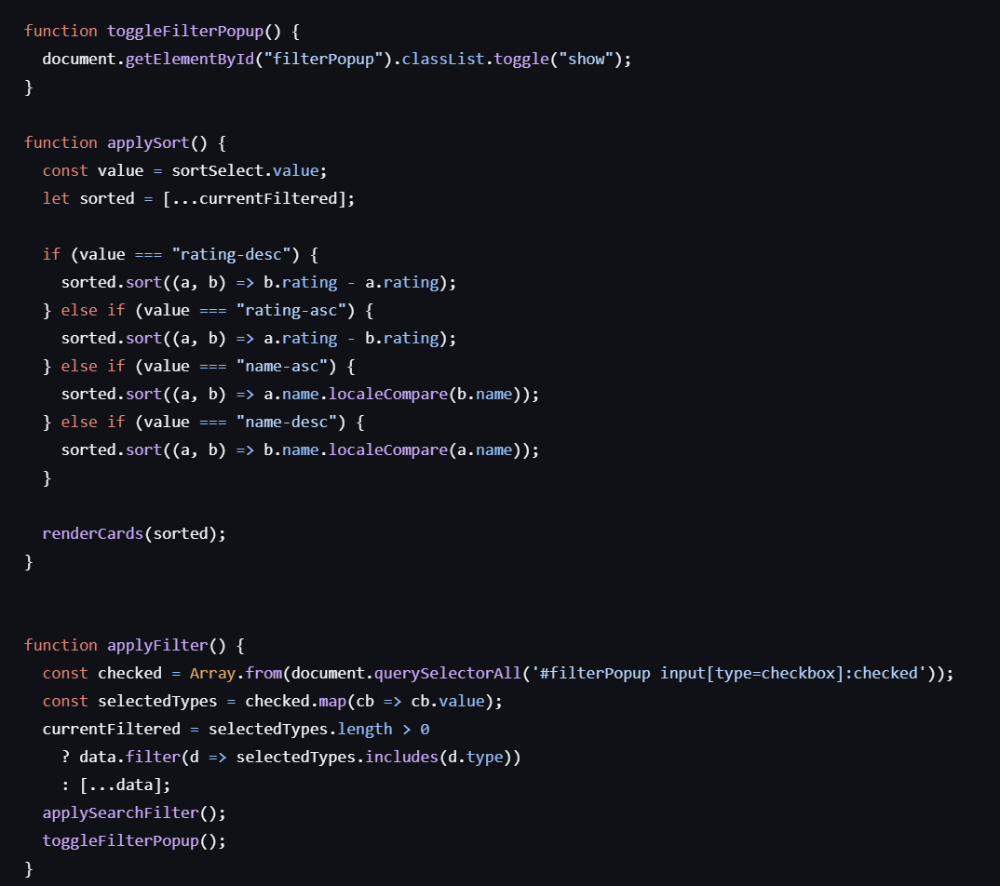 function toggleFilterPopup() {
  document.getElementById("filterPopup").classList.toggle("show");
}

function applySort() {
  const value = sortSelect.value;
  let sorted = [...currentFiltered];

  if (value === "rating-desc") {
    sorted.sort((a, b) => b.rating - a.rating);
  } else if (value === "rating-asc") {
    sorted.sort((a, b) => a.rating - b.rating);
  } else if (value === "name-asc") {
    sorted.sort((a, b) => a.name.localeCompare(b.name));
  } else if (value === "name-desc") {
    sorted.sort((a, b) => b.name.localeCompare(a.name));
  }

  renderCards(sorted);
}


function applyFilter() {
  const checked = Array.from(document.querySelectorAll('#filterPopup input[type=checkbox]:checked'));
  const selectedTypes = checked.map(cb => cb.value);
  currentFiltered = selectedTypes.length > 0
    ? data.filter(d => selectedTypes.includes(d.type))
    : [...data];
  applySearchFilter();
  toggleFilterPopup();
}